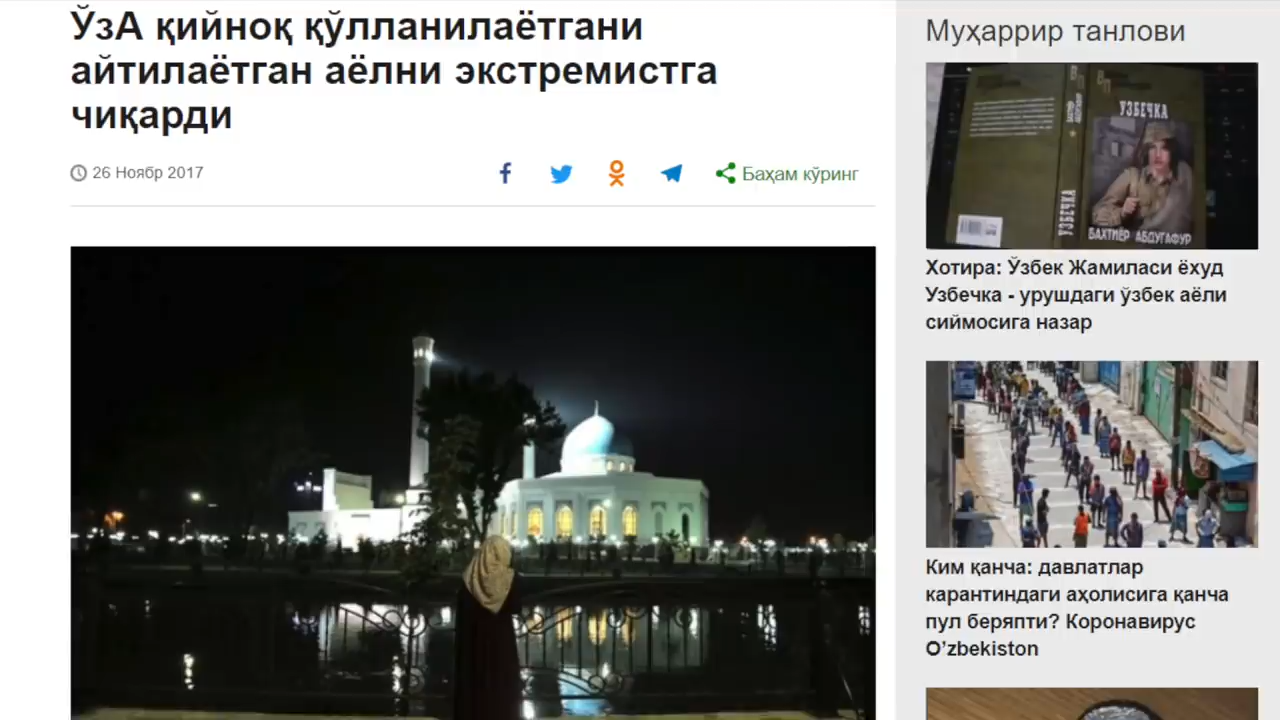 ЎзА қийноқ қўлланилаётгани
айтилаётган аёлни экстремистга
чиқарди
26 Ноябр 2017
Баҳам кўринг
Муҳаррир танлови
УЗБЕЧКА
УЗБЕЧКА
БАХТИЁР АБДУГАФУР
Хотира: Ўзбек Жамиласи ёхуд
Узбечка - урушдаги ўзбек аёли
сиймосига назар
Ким қанча: давлатлар
карантиндаги аҳолисига қанча
пул беряпти? Коронавирус
O’zbekiston